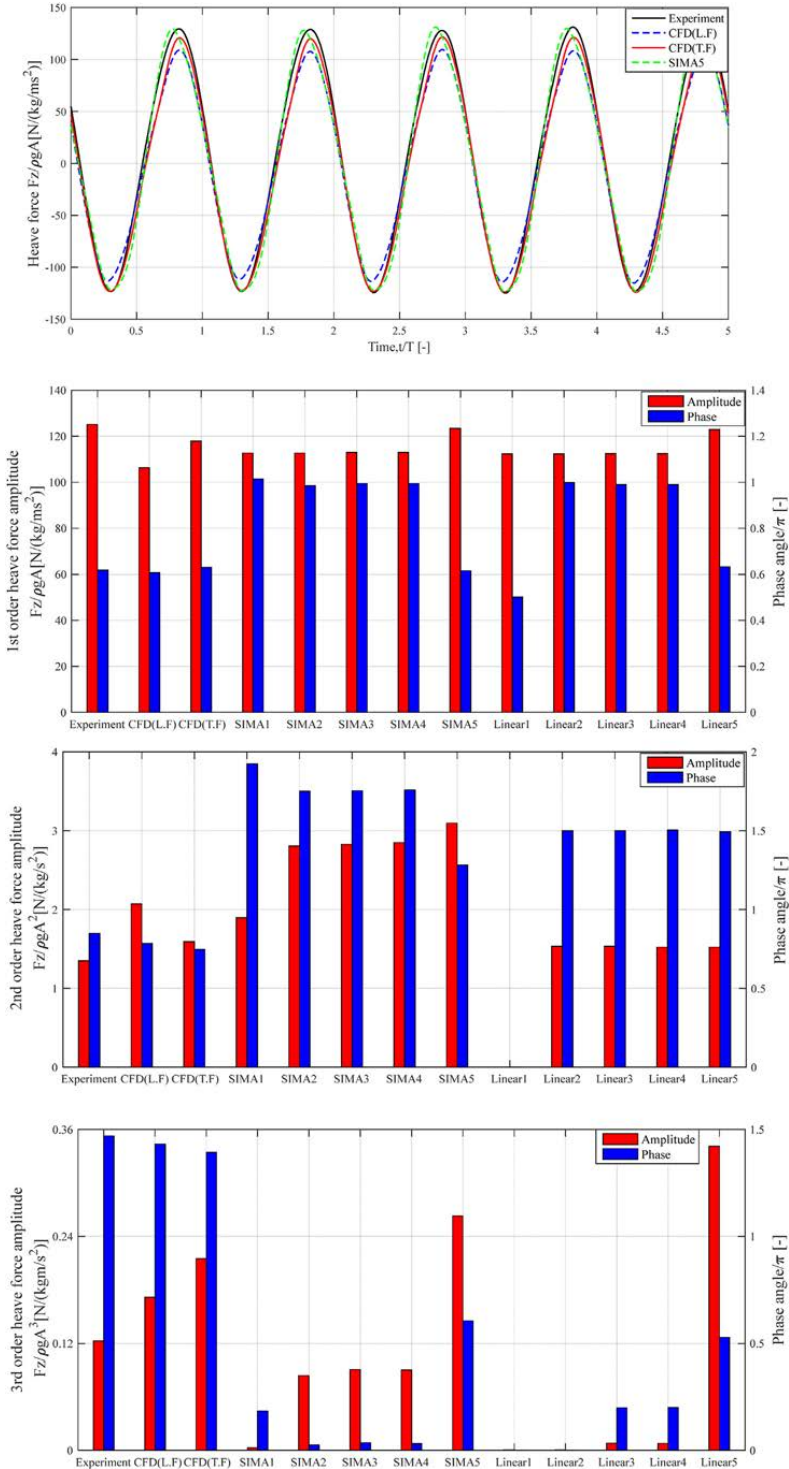 150
100
50
0
-50
-100
-150
Heave force Fz/ρgA[N/(kg/ms²)]
Experiment
CFD(L.F)
CFD(T.F)
SIMA5
0 0.5 1 1.5 2 2.5 3 3.5 4 4.5 5
Time,t/T [-]
140
120
100
80
60
40
20
0
1st order heave force amplitude
Fz/ρgA[N/(kg/ms²)]
Amplitude
Phase
1.4
1.2
1
0.8
0.6
0.4
0.2
0
Phase angle/π [-]
Experiment CFD(L.F) CFD(T.F) SIMA1 SIMA2 SIMA3 SIMA4 SIMA5 Linear1 Linear2 Linear3 Linear4 Linear5
4
3
2
1
0
2nd order heave force amplitude
Fz/ρgA²[N/(kg/s²)]
Amplitude
Phase
2
1.5
1
0.5
0
Phase angle/π [-]
Experiment CFD(L.F) CFD(T.F) SIMA1 SIMA2 SIMA3 SIMA4 SIMA5 Linear1 Linear2 Linear3 Linear4 Linear5
0.36
0.24
0.12
0
3rd order heave force amplitude
Fz/ρgA³[N/(kgm/s²)]
Amplitude
Phase
1.5
1
0.5
0
Phase angle/π [-]
Experiment CFD(L.F) CFD(T.F) SIMA1 SIMA2 SIMA3 SIMA4 SIMA5 Linear1 Linear2 Linear3 Linear4 Linear5